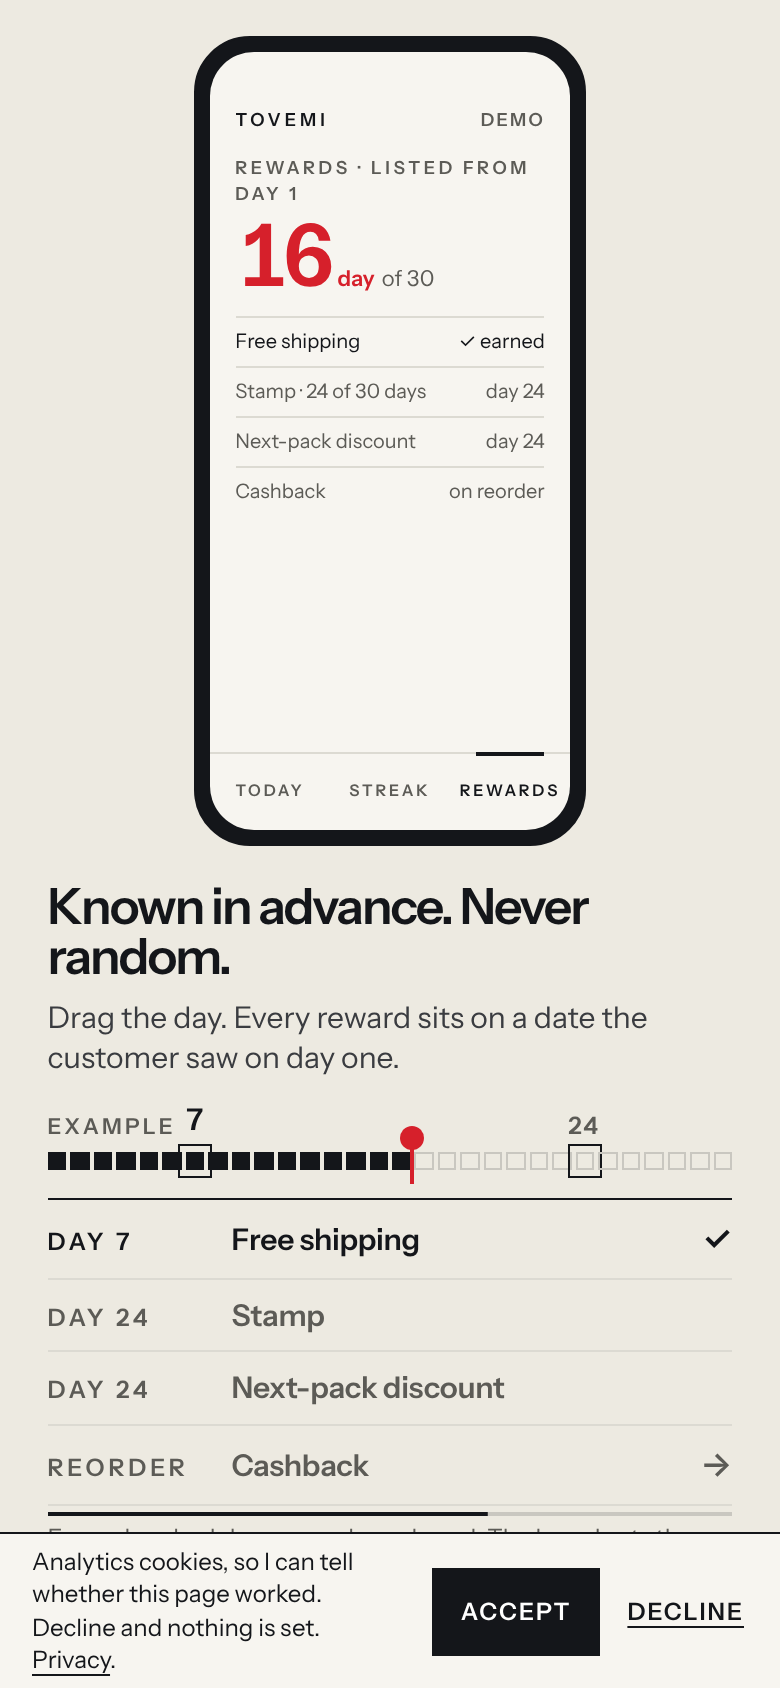 TOVEMI DEMO
REWARDS · LISTED FROM
DAY 1
16 day of 30
Free shipping ✓ earned
Stamp · 24 of 30 days day 24
Next-pack discount day 24
Cashback on reorder
TODAY STREAK REWARDS
Known in advance. Never
random.
Drag the day. Every reward sits on a date the
customer saw on day one.
EXAMPLE 7 24
DAY 7 Free shipping ✓
DAY 24 Stamp
DAY 24 Next-pack discount
REORDER Cashback →
Analytics cookies, so I can tell
whether this page worked.
Decline and nothing is set.
Privacy.
ACCEPT DECLINE